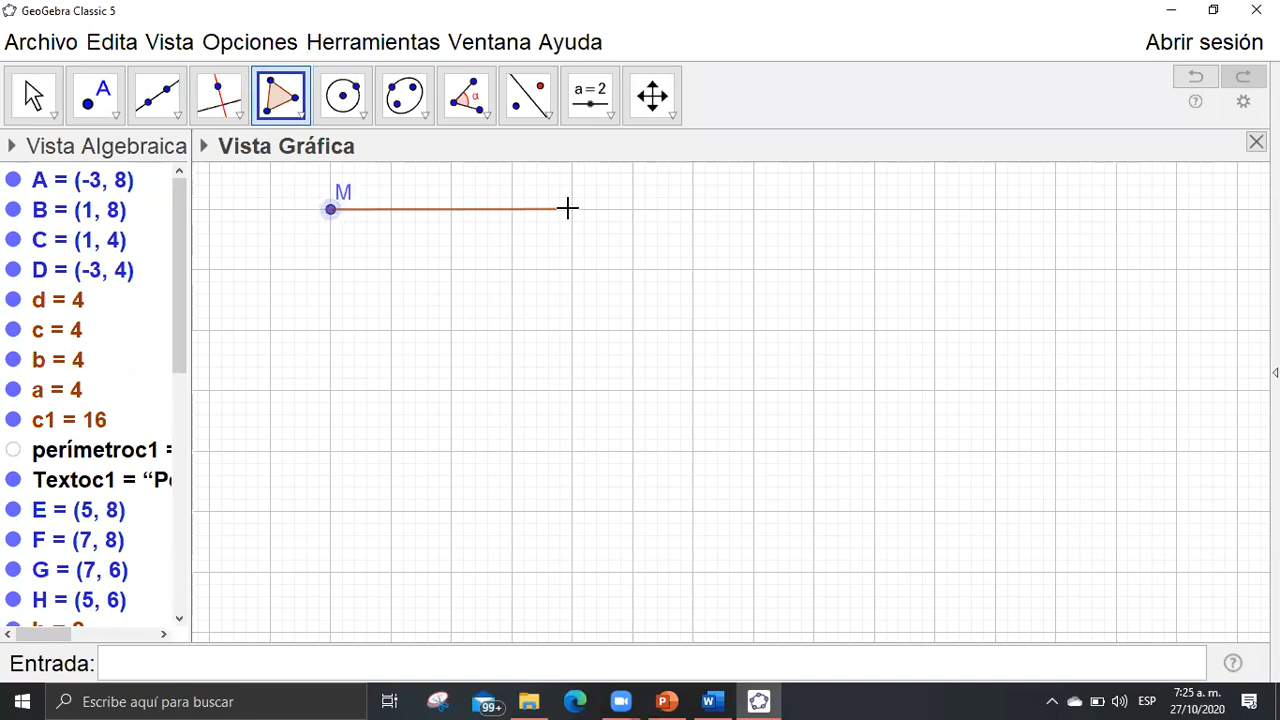 GeoGebra Classic 5
Archivo Edita Vista Opciones Herramientas Ventana Ayuda
Abrir sesión
A
α
a = 2
Vista Algebraica
Vista Gráfica
A = (-3, 8)
B = (1, 8)
C = (1, 4)
D = (-3, 4)
d = 4
c = 4
b = 4
a = 4
c1 = 16
perímetroc1 =
Textoc1 = “Pe
E = (5, 8)
F = (7, 8)
G = (7, 6)
H = (5, 6)
M
Entrada:
Escribe aquí para buscar
99+
ESP
7:25 a. m.
27/10/2020